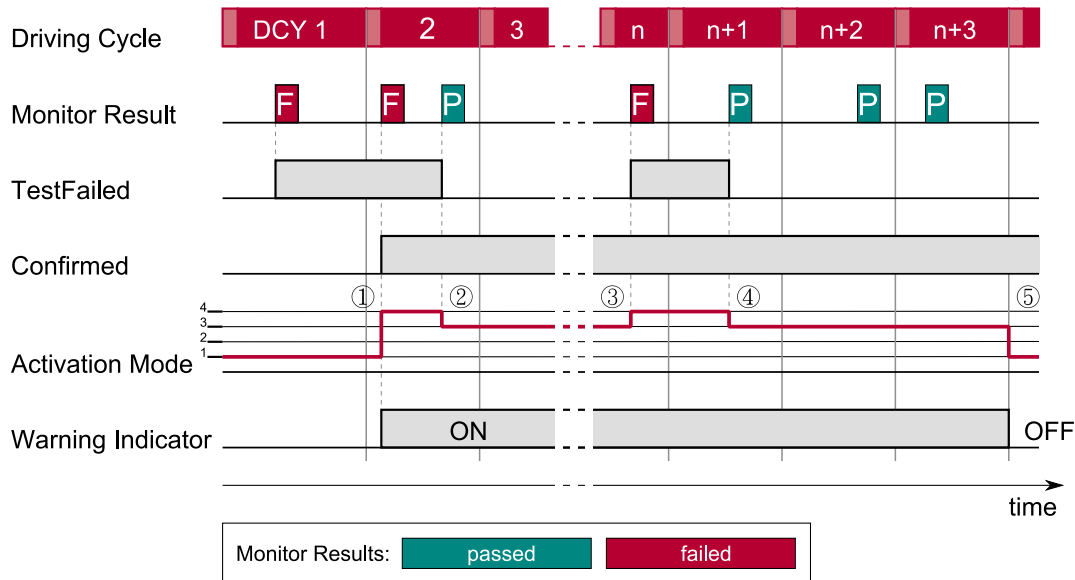 Driving Cycle DCY 1 2 3 n n+1 n+2 n+3
Monitor Result F F P F P P P
TestFailed
Confirmed
① ② ③ ④ ⑤
4
3
2
1
Activation Mode
Warning Indicator ON OFF
time
Monitor Results: passed failed